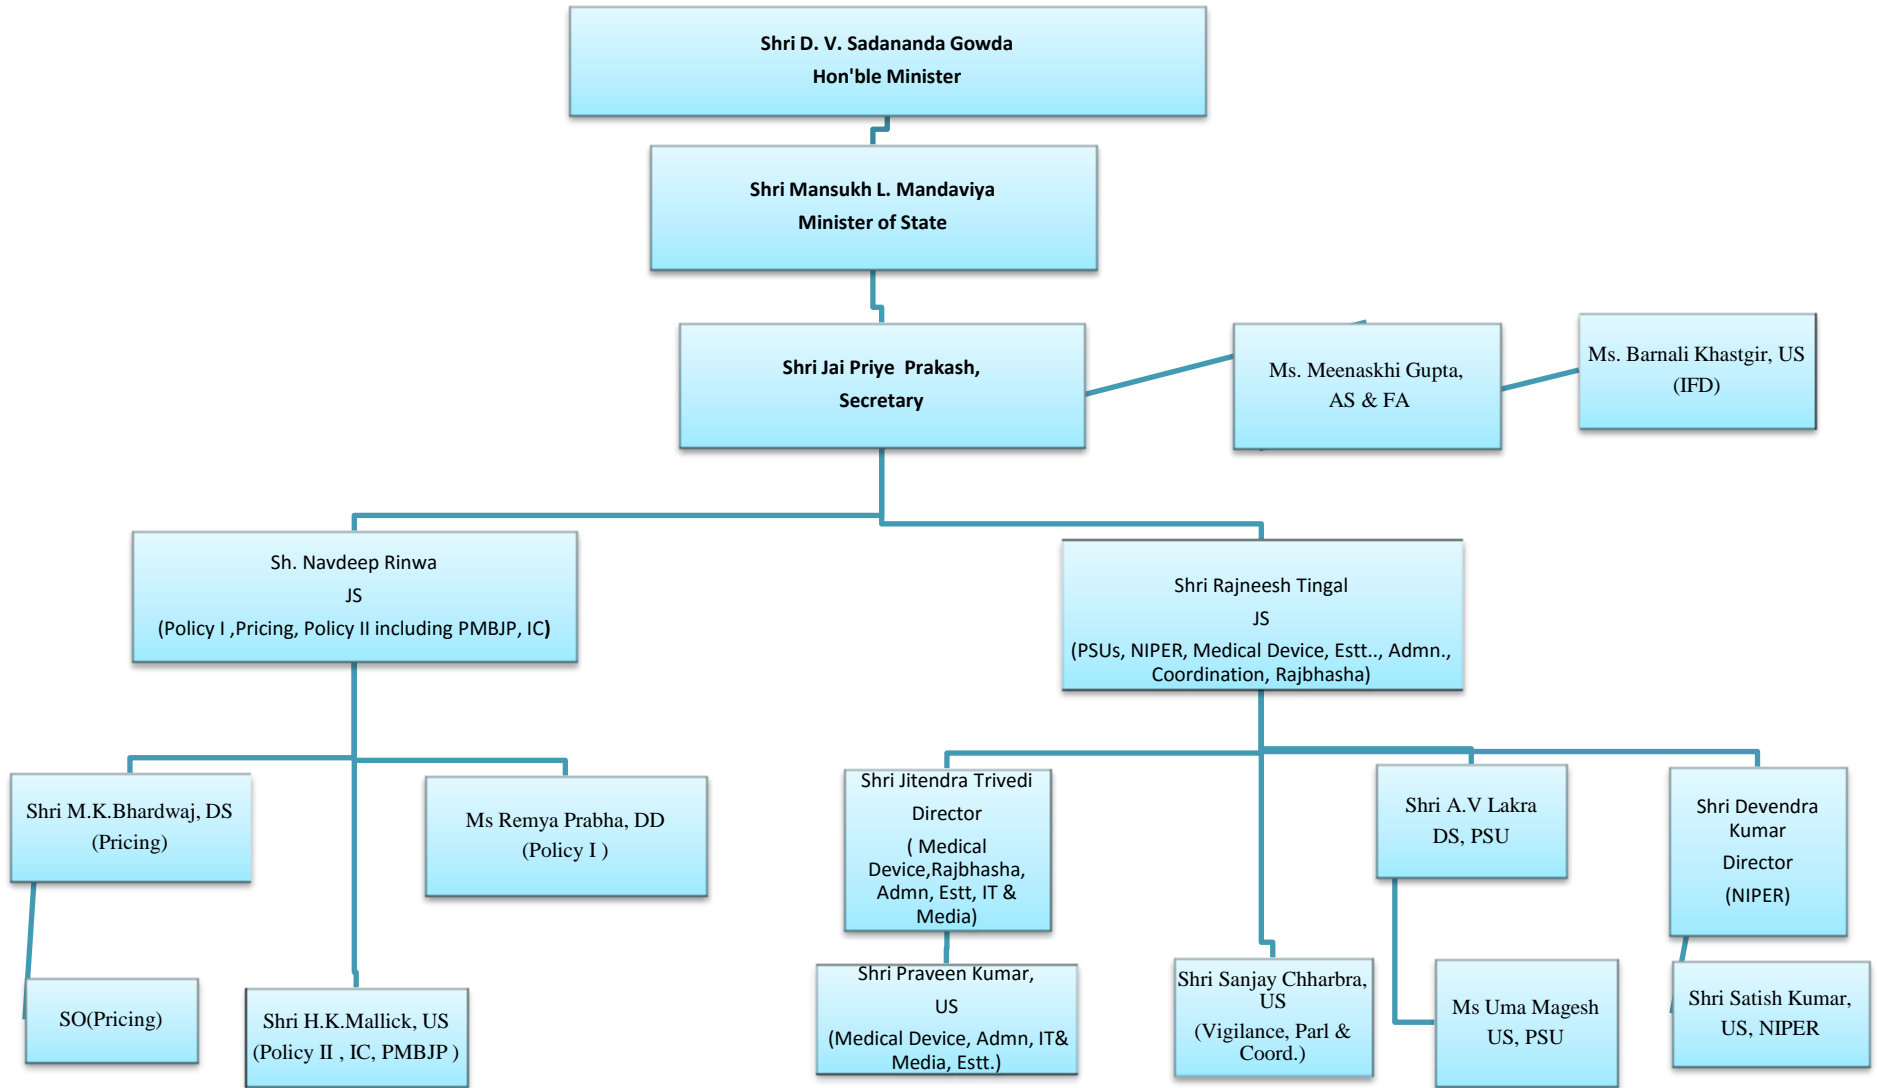 Shri D. V. Sadananda Gowda
Hon'ble Minister
Shri Mansukh L. Mandaviya
Minister of State
Shri Jai Priye  Prakash,
Secretary
Ms. Meenaskhi Gupta,
AS & FA
Ms. Barnali Khastgir, US
(IFD)
Sh. Navdeep Rinwa
JS
(Policy I ,Pricing, Policy II including PMBJP, IC)
Shri Rajneesh Tingal
JS
(PSUs, NIPER, Medical Device, Estt.., Admn.,
Coordination, Rajbhasha)
Shri M.K.Bhardwaj, DS
(Pricing)
Ms Remya Prabha, DD
(Policy I )
Shri Jitendra Trivedi
Director
( Medical
Device,Rajbhasha,
Admn, Estt, IT &
Media)
Shri A.V Lakra
DS, PSU
Shri Devendra
Kumar
Director
(NIPER)
SO(Pricing)
Shri H.K.Mallick, US
(Policy II , IC, PMBJP )
Shri Praveen Kumar,
US
(Medical Device, Admn, IT&
Media, Estt.)
Shri Sanjay Chharbra,
US
(Vigilance, Parl &
Coord.)
Ms Uma Magesh
US, PSU
Shri Satish Kumar,
US, NIPER